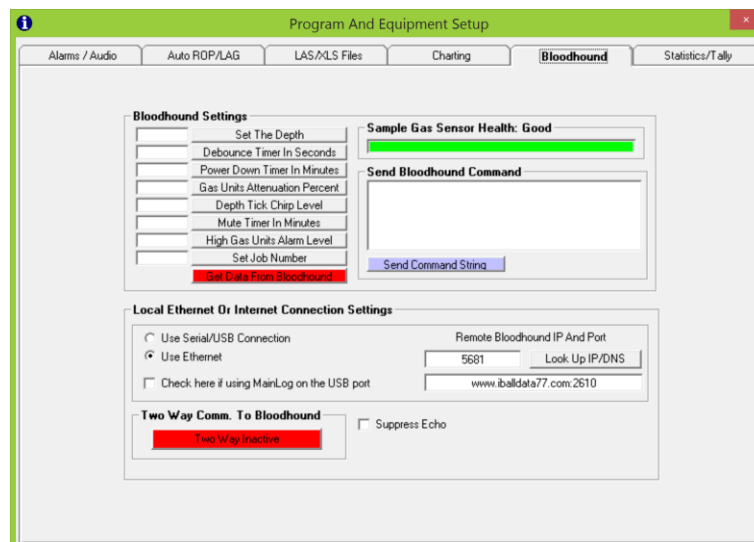 Program And Equipment Setup
×
Alarms / Audio
Auto ROP/LAG
LAS/XLS Files
Charting
Bloodhound
Statistics/Tally
Bloodhound Settings
Set The Depth
Debounce Timer In Seconds
Power Down Timer In Minutes
Gas Units Attenuation Percent
Depth Tick Chirp Level
Mute Timer In Minutes
High Gas Units Alarm Level
Set Job Number
Get Data From Bloodhound
Sample Gas Sensor Health: Good
Send Bloodhound Command
Send Command String
Local Ethernet Or Internet Connection Settings
Use Serial/USB Connection
Use Ethernet
Check here if using MainLog on the USB port
Remote Bloodhound IP And Port
5681
Look Up IP/DNS
www.iballdata77.com:2610
Two Way Comm. To Bloodhound
Two Way Inactive
Suppress Echo